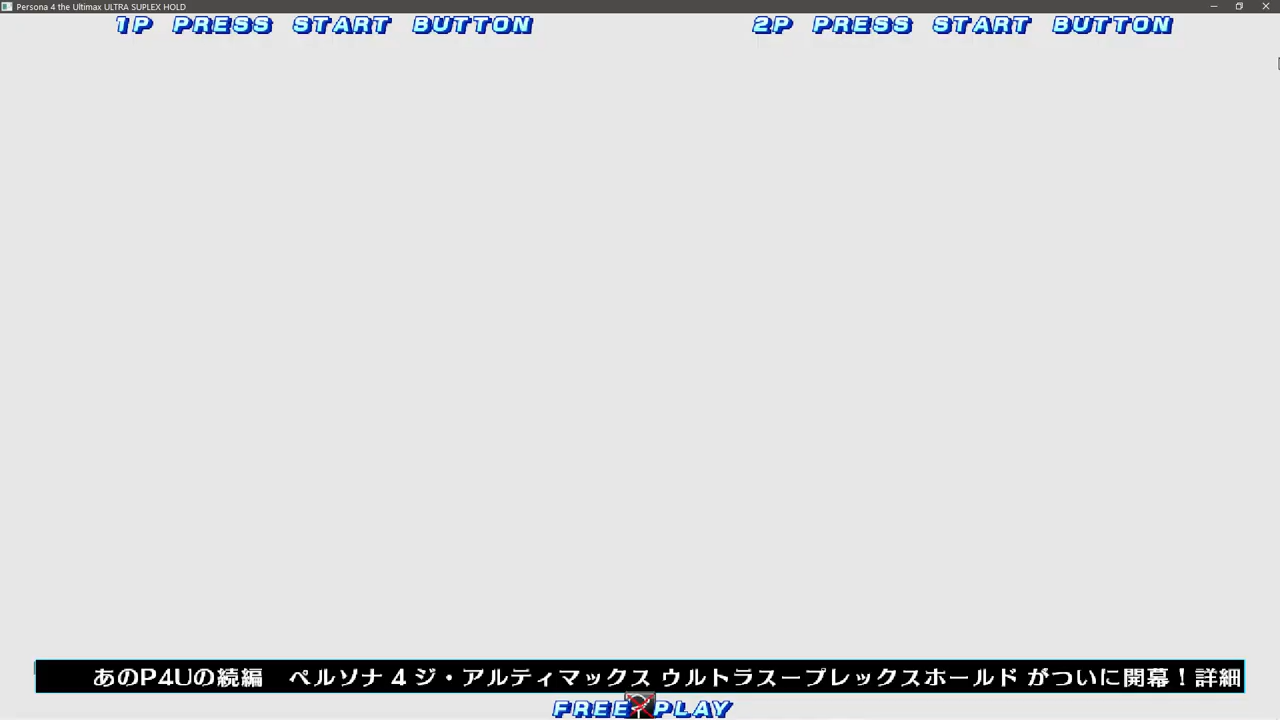 Persona 4 the Ultimax ULTRA SUPLEX HOLD
1P PRESS START BUTTON 2P PRESS START BUTTON
あのP4Uの続編　ペルソナ４ジ・アルティマックス ウルトラスープレックスホールド がついに開幕！詳細
FREE PLAY